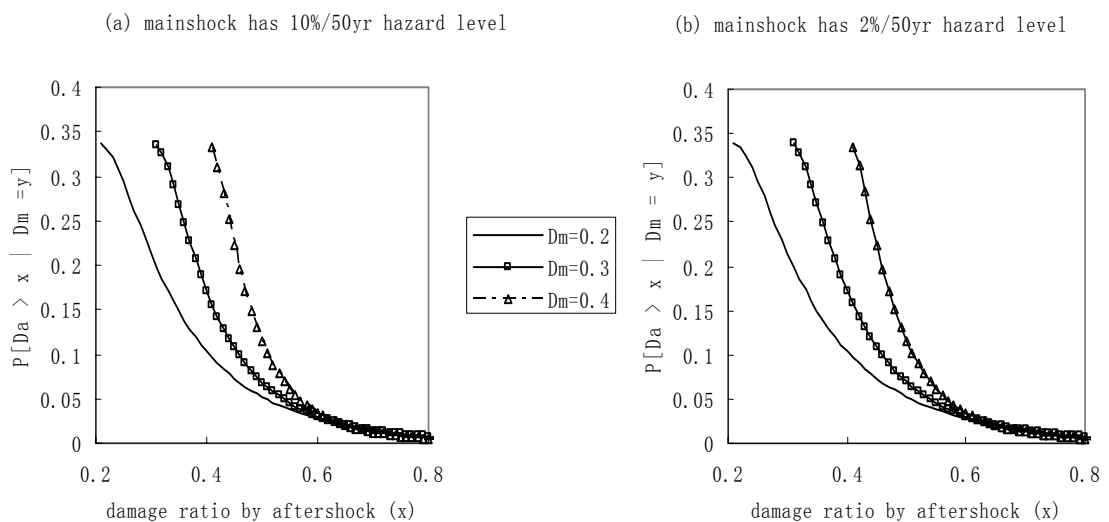 (a) mainshock has 10%/50yr hazard level
0.4
0.35
0.3
0.25
0.2
0.15
0.1
0.05
0
P[Da > x | Dm =y]
0.2 0.4 0.6 0.8
damage ratio by aftershock (x)
Dm=0.2
Dm=0.3
Dm=0.4
(b) mainshock has 2%/50yr hazard level
0.4
0.35
0.3
0.25
0.2
0.15
0.1
0.05
0
P[Da > x | Dm = y]
0.2 0.4 0.6 0.8
damage ratio by aftershock (x)